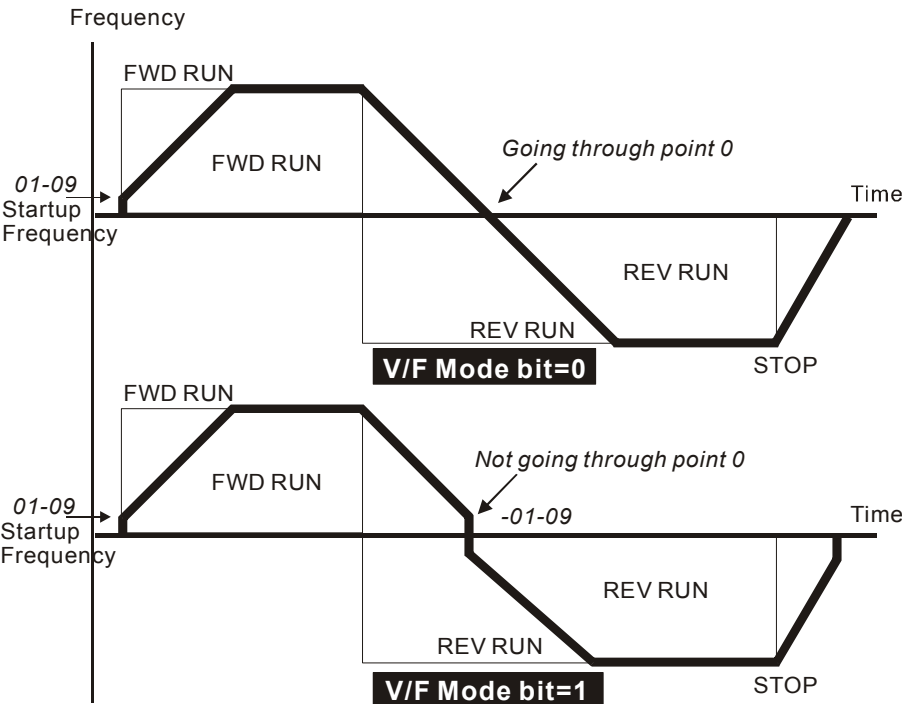 Frequency
FWD RUN
FWD RUN
Going through point 0
01-09
Startup
Frequency
Time
REV RUN
REV RUN
V/F Mode bit=0
STOP
FWD RUN
FWD RUN
Not going through point 0
-01-09
01-09
Startup
Frequency
Time
REV RUN
REV RUN
V/F Mode bit=1
STOP